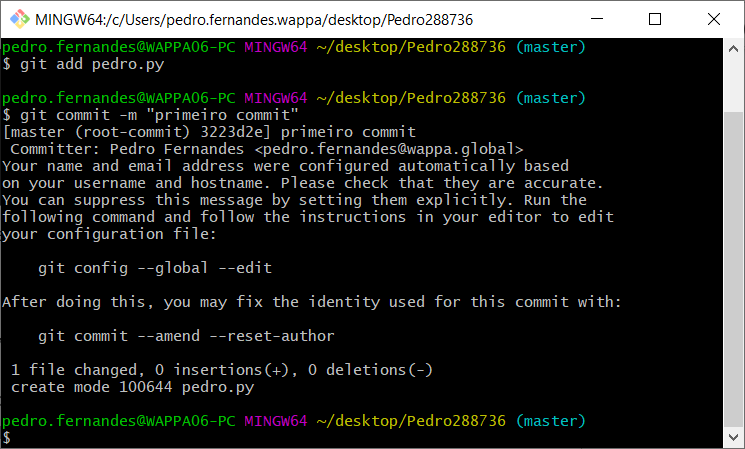 MINGW64:/c/Users/pedro.fernandes.wappa/desktop/Pedro288736
pedro.fernandes@WAPPA06-PC MINGW64 ~/desktop/Pedro288736 (master)
$ git add pedro.py
pedro.fernandes@WAPPA06-PC MINGW64 ~/desktop/Pedro288736 (master)
$ git commit -m "primeiro commit"
[master (root-commit) 3223d2e] primeiro commit
 Committer: Pedro Fernandes <pedro.fernandes@wappa.global>
Your name and email address were configured automatically based
on your username and hostname. Please check that they are accurate.
You can suppress this message by setting them explicitly. Run the
following command and follow the instructions in your editor to edit
your configuration file:
    git config --global --edit
After doing this, you may fix the identity used for this commit with:
    git commit --amend --reset-author
 1 file changed, 0 insertions(+), 0 deletions(-)
 create mode 100644 pedro.py
pedro.fernandes@WAPPA06-PC MINGW64 ~/desktop/Pedro288736 (master)
$